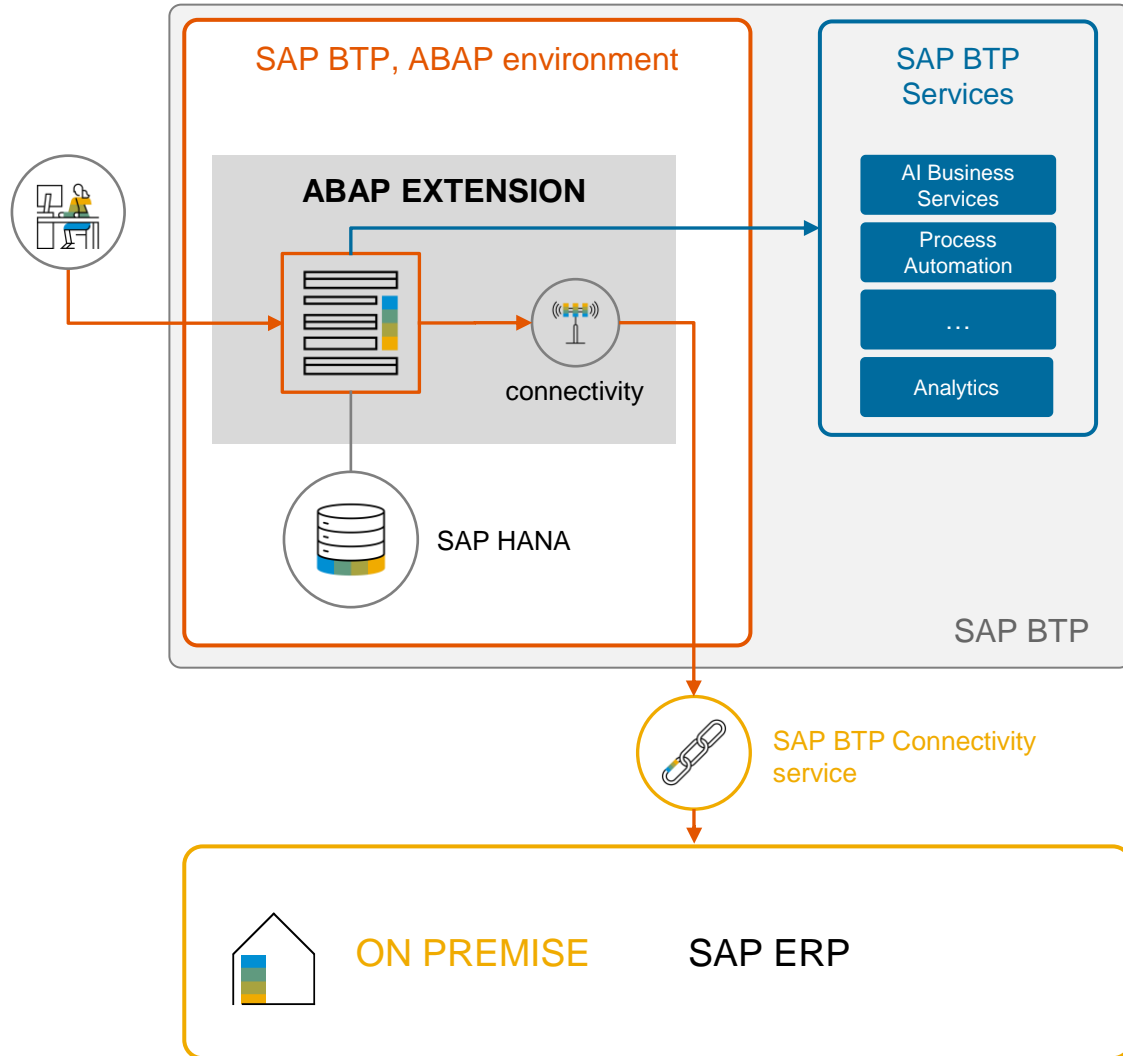 SAP BTP, ABAP environment
SAP BTP
Services
ABAP EXTENSION
AI Business
Services
Process
Automation
...
Analytics
connectivity
SAP HANA
SAP BTP
SAP BTP Connectivity
service
ON PREMISE
SAP ERP